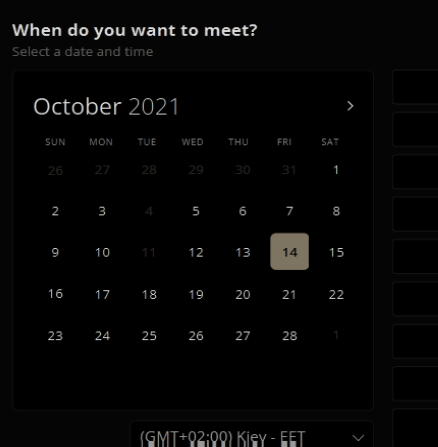 When do you want to meet?
Select a date and time
October 2021
SUN MON TUE WED THU FRI SAT
26 27 28 29 30 31 1
2 3 4 5 6 7 8
9 10 11 12 13 14 15
16 17 18 19 20 21 22
23 24 25 26 27 28 1
(GMT+02:00) Kiev - EET